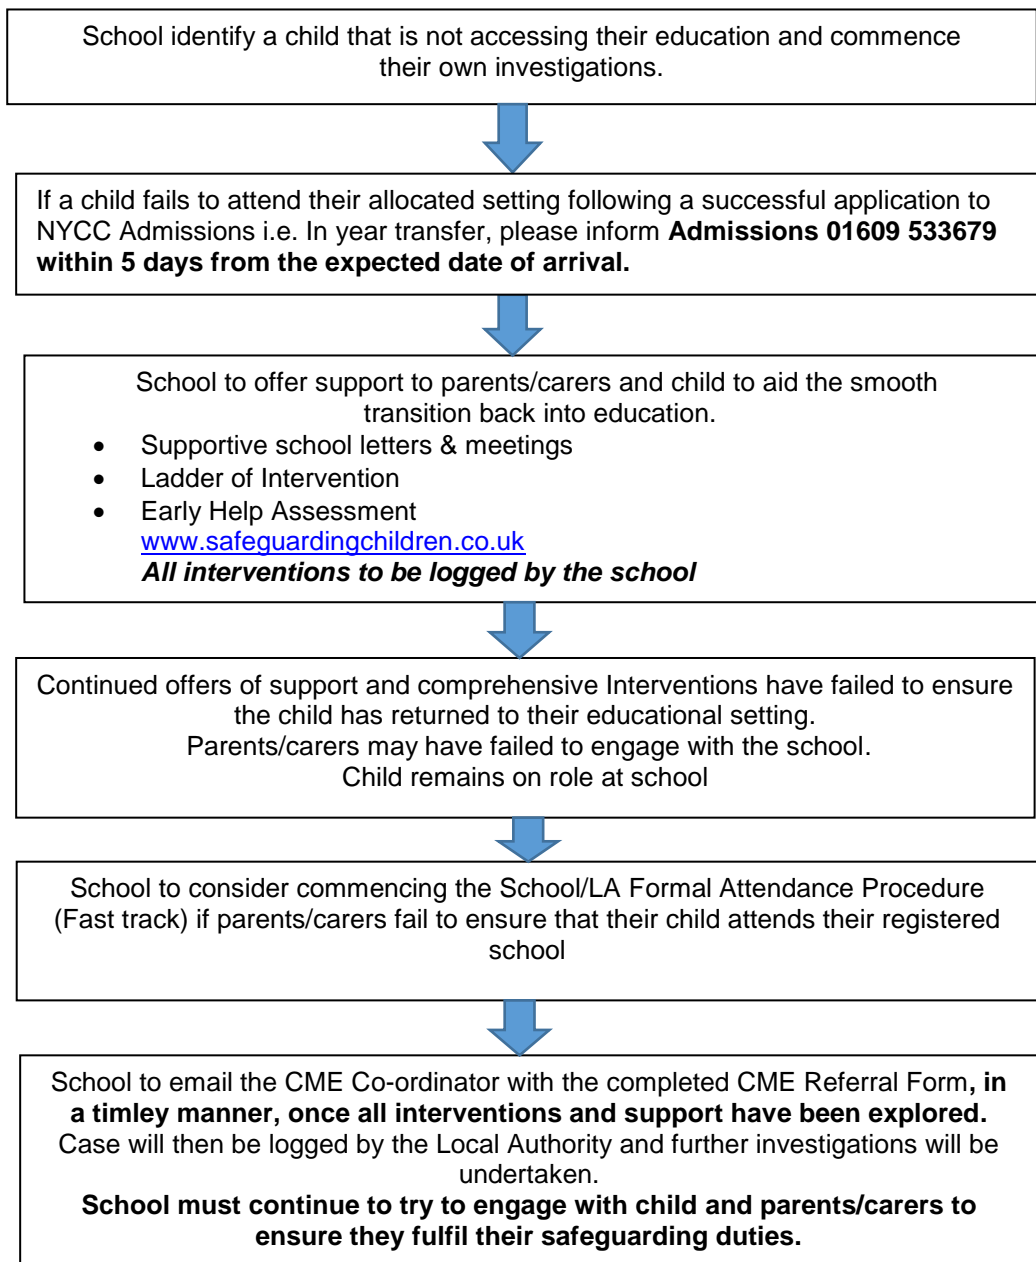 School identify a child that is not accessing their education and commence
their own investigations.
If a child fails to attend their allocated setting following a successful application to
NYCC Admissions i.e. In year transfer, please inform Admissions 01609 533679
within 5 days from the expected date of arrival.
School to offer support to parents/carers and child to aid the smooth
transition back into education.
• Supportive school letters & meetings
• Ladder of Intervention
• Early Help Assessment
www.safeguardingchildren.co.uk
All interventions to be logged by the school
Continued offers of support and comprehensive Interventions have failed to ensure
the child has returned to their educational setting.
Parents/carers may have failed to engage with the school.
Child remains on role at school
School to consider commencing the School/LA Formal Attendance Procedure
(Fast track) if parents/carers fail to ensure that their child attends their registered
school
School to email the CME Co-ordinator with the completed CME Referral Form, in
a timley manner, once all interventions and support have been explored.
Case will then be logged by the Local Authority and further investigations will be
undertaken.
School must continue to try to engage with child and parents/carers to
ensure they fulfil their safeguarding duties.